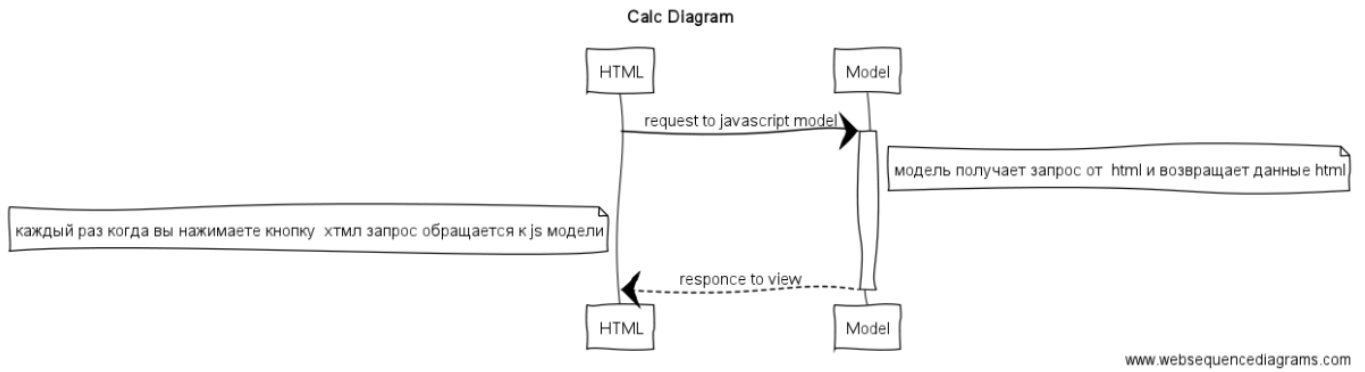 Calc Diagram
HTML
Model
request to javascript model
модель получает запрос от html и возвращает данные html
каждый раз когда вы нажимаете кнопку хтмл запрос обращается к js модели
responce to view
HTML
Model
www.websequencediagrams.com